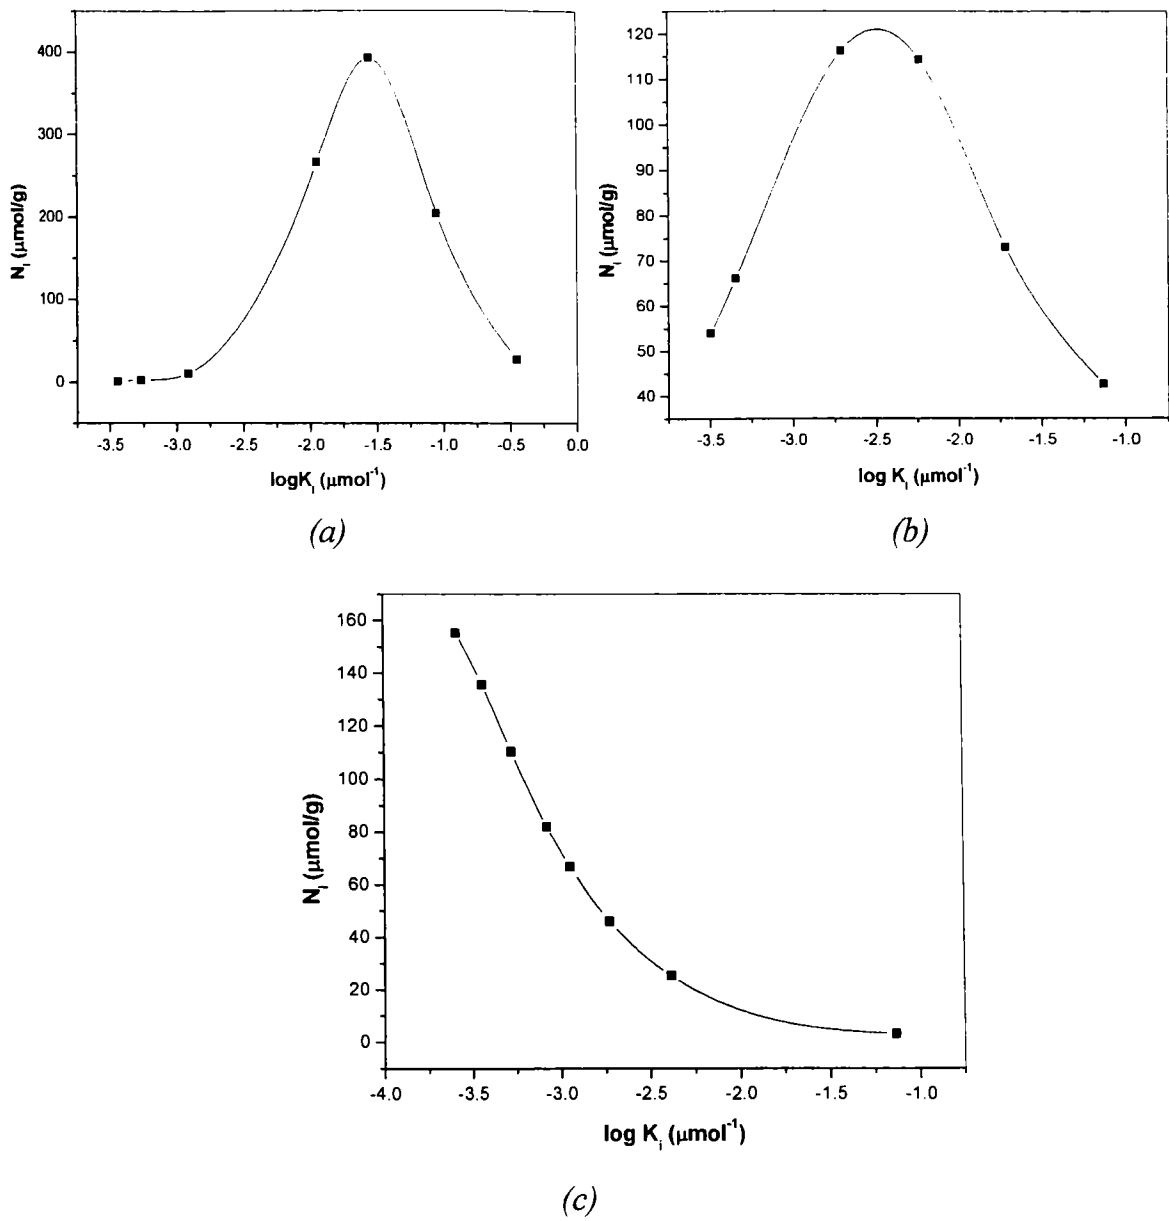 400
300
200
100
0
N_i (μmol/g)
-3.5 -3.0 -2.5 -2.0 -1.5 -1.0 -0.5 0.0
logK_i (μmol⁻¹)
(a)
120
110
100
90
80
70
60
50
40
N_i (μmol/g)
-3.5 -3.0 -2.5 -2.0 -1.5 -1.0
log K_i (μmol⁻¹)
(b)
160
140
120
100
80
60
40
20
0
N_i (μmol/g)
-4.0 -3.5 -3.0 -2.5 -2.0 -1.5 -1.0
log K_i (μmol⁻¹)
(c)